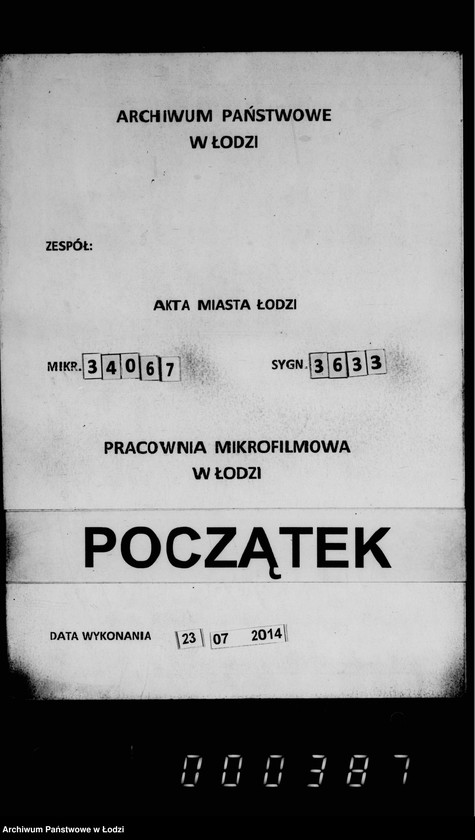 ARCHIWUM PAŃSTWOWE
W ŁODZI
ZESPÓŁ:
AKTA MIASTA ŁODZI
MIKR. 34067 SYGN. 3633
PRACOWNIA MIKROFILMOWA
W ŁODZI
POCZĄTEK
DATA WYKONANIA 23 07 2014
000387
Archiwum Państwowe w Łodzi